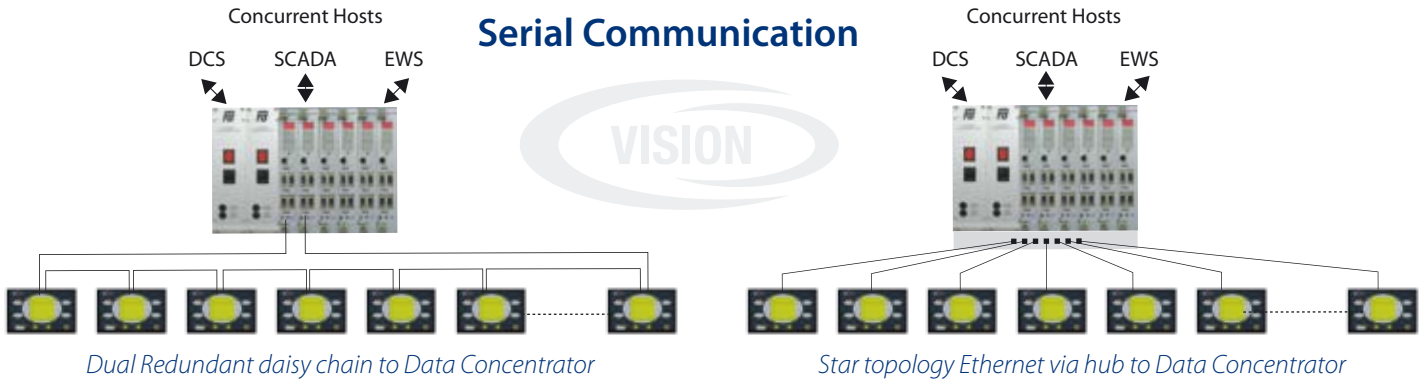 Concurrent Hosts
Serial Communication
Concurrent Hosts
DCS SCADA EWS
DCS SCADA EWS
VISION
Dual Redundant daisy chain to Data Concentrator
Star topology Ethernet via hub to Data Concentrator